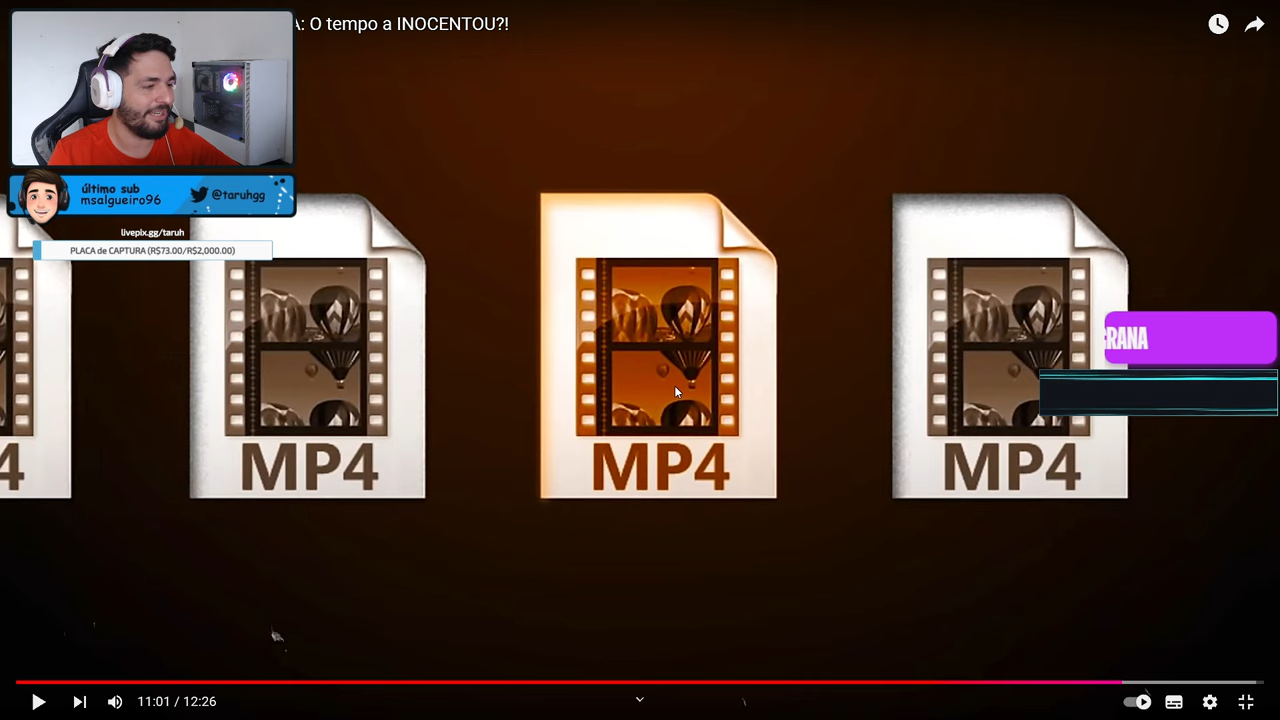 : O tempo a INOCENTOU?!
último sub
msalgueiro96
@taruhgg
livepix.gg/taruh
PLACA de CAPTURA (R$73.00/R$2,000.00)
4
MP4
MP4
MP4
RANA
11:01 / 12:26